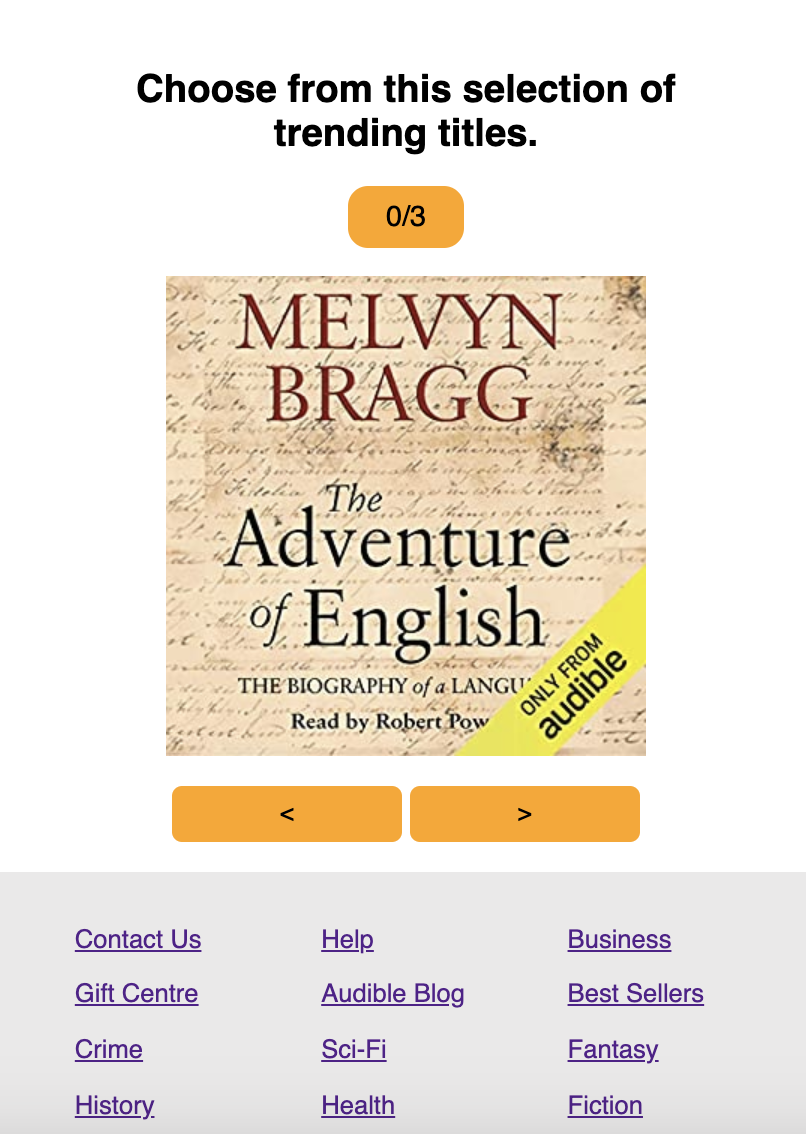 Choose from this selection of
trending titles.
0/3
MELVYN
BRAGG
The
Adventure
of English
THE BIOGRAPHY of a LANGU
Read by Robert Pow
ONLY FROM
audible
< >
Contact Us Help Business
Gift Centre Audible Blog Best Sellers
Crime Sci-Fi Fantasy
History Health Fiction